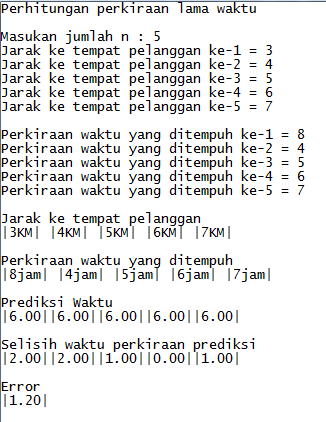 Perhitungan perkiraan lama waktu
Masukan jumlah n : 5
Jarak ke tempat pelanggan ke-1 = 3
Jarak ke tempat pelanggan ke-2 = 4
Jarak ke tempat pelanggan ke-3 = 5
Jarak ke tempat pelanggan ke-4 = 6
Jarak ke tempat pelanggan ke-5 = 7
Perkiraan waktu yang ditempuh ke-1 = 8
Perkiraan waktu yang ditempuh ke-2 = 4
Perkiraan waktu yang ditempuh ke-3 = 5
Perkiraan waktu yang ditempuh ke-4 = 6
Perkiraan waktu yang ditempuh ke-5 = 7
Jarak ke tempat pelanggan
|3KM| |4KM| |5KM| |6KM| |7KM|
Perkiraan waktu yang ditempuh
|8jam| |4jam| |5jam| |6jam| |7jam|
Prediksi Waktu
|6.00||6.00||6.00||6.00||6.00|
Selisih waktu perkiraan prediksi
|2.00||2.00||1.00||0.00||1.00|
Error
|1.20|